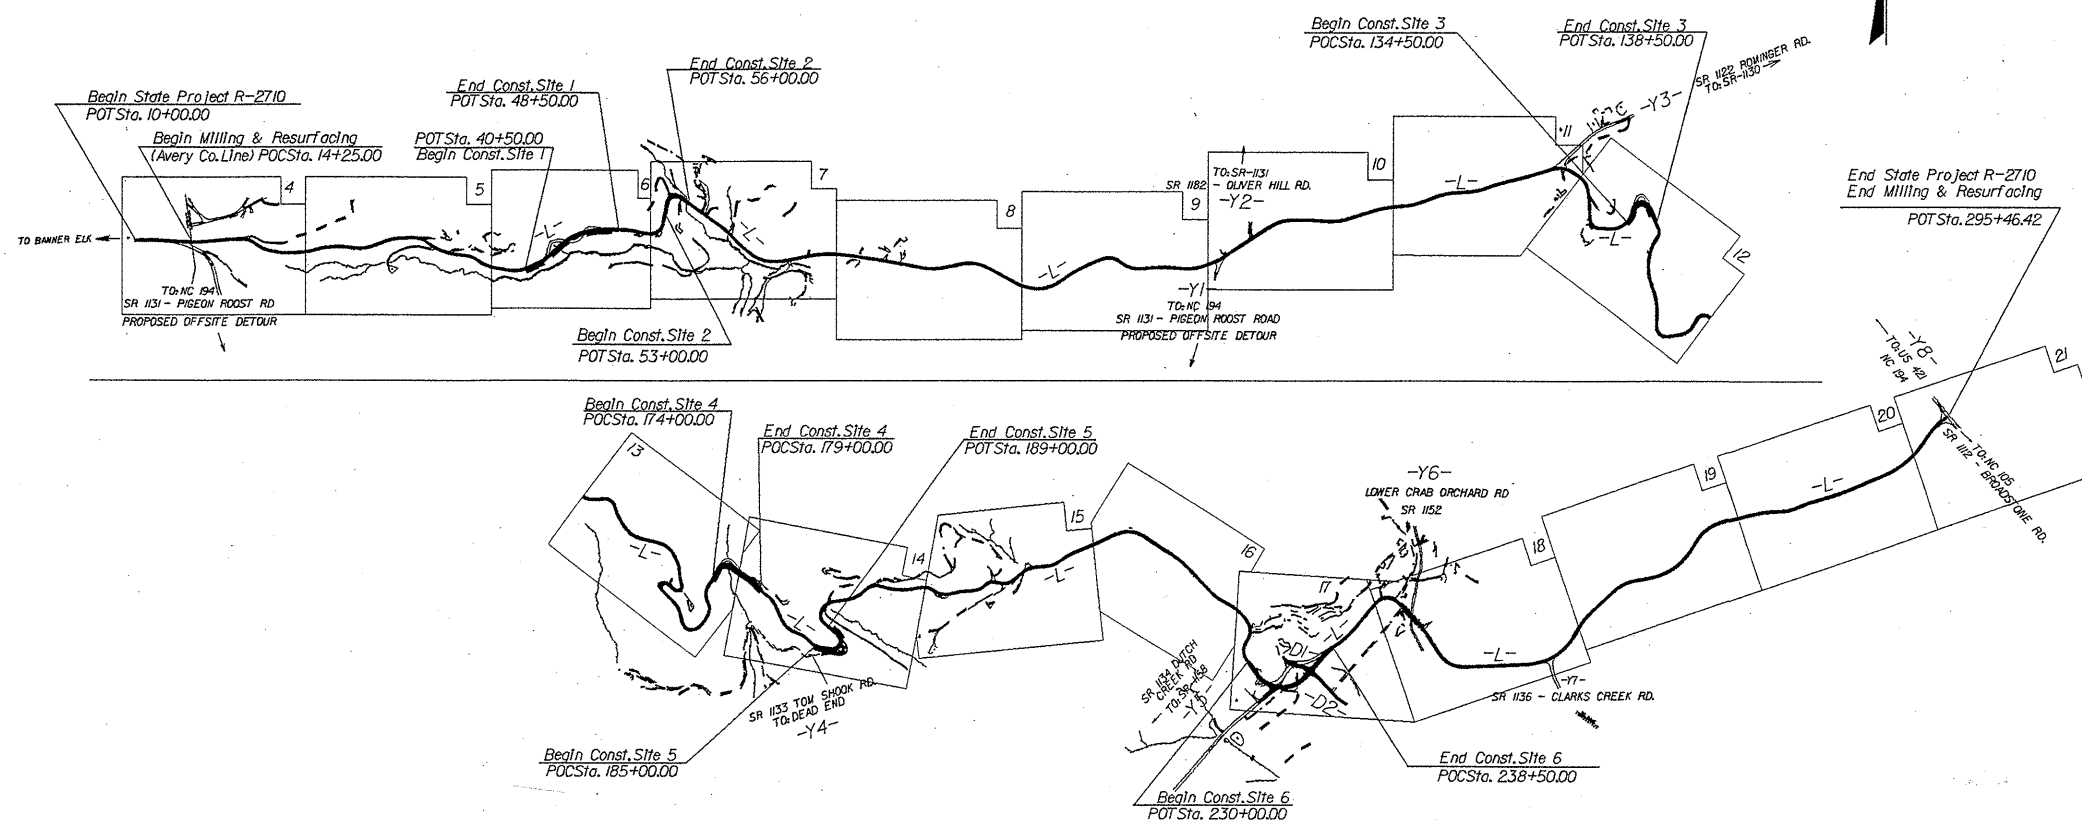 Begin State Project R-2710
POTSta. 10+00.00
Begin Milling & Resurfacing
(Avery Co.Line) POCSta. 14+25.00
End Const.Site 1
POTSta. 48+50.00
POTSta. 40+50.00
Begin Const.Site 1
End Const.Site 2
POTSta. 56+00.00
Begin Const.Site 3
POCSta. 134+50.00
End Const.Site 3
POTSta. 138+50.00
SR 1122 ROMINGER RD.
TO:SR-1130
-Y3-
4
5
6
7
8
9
10
11
12
TO BANNER ELK
-L-
-L-
-L-
-L-
-L-
TO:NC 194
SR 1131 - PIGEON ROOST RD
PROPOSED OFFSITE DETOUR
Begin Const.Site 2
POTSta. 53+00.00
TO:SR-1131
SR 1182 - OLIVER HILL RD.
-Y2-
-Y1-
TO:NC 194
SR 1131 - PIGEON ROOST ROAD
PROPOSED OFFSITE DETOUR
End State Project R-2710
End Milling & Resurfacing
POTSta. 295+46.42
Begin Const.Site 4
POCSta. 174+00.00
End Const.Site 4
POCSta. 179+00.00
End Const.Site 5
POTSta. 189+00.00
13
14
15
16
17
18
19
20
21
-L-
-L-
-L-
-L-
-L-
-L-
SR 1133 TOM SHOOK RD.
TO:DEAD END
-Y4-
Begin Const.Site 5
POCSta. 185+00.00
SR 1134 DUTCH
CREEK RD
TO:SR-1158
-Y5-
-D1-
-D2-
-Y6-
LOWER CRAB ORCHARD RD
SR 1152
-Y7-
SR 1136 - CLARKS CREEK RD.
-Y8-
TO:US 421
NC 194
TO:NC 105
SR 1112 - BROADSTONE RD.
Begin Const.Site 6
POTSta. 230+00.00
End Const.Site 6
POCSta. 238+50.00